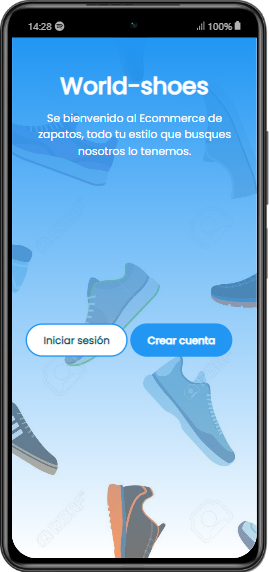 14:28 100%
World-shoes
Se bienvenido al Ecommerce de
zapatos, todo tu estilo que busques
nosotros lo tenemos.
Iniciar sesión Crear cuenta